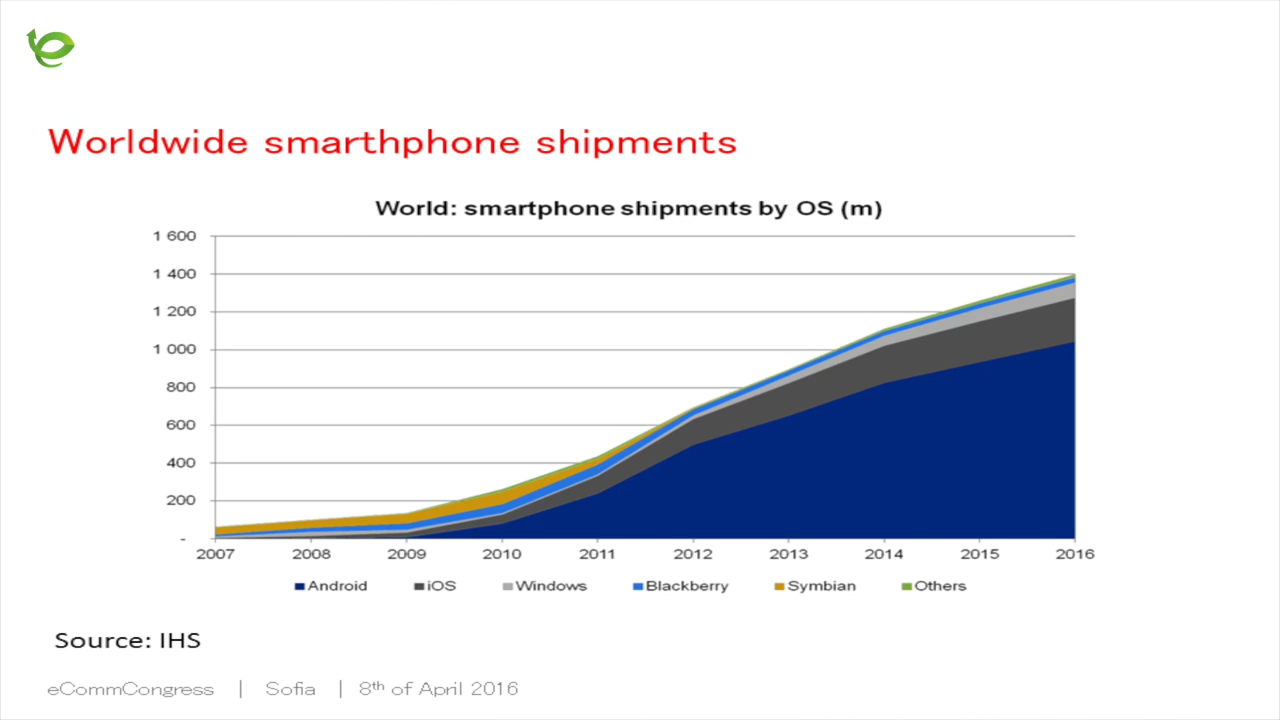 Worldwide smarthphone shipments
World: smartphone shipments by OS (m)
1 600
1 400
1 200
1 000
800
600
400
200
-
2007 2008 2009 2010 2011 2012 2013 2014 2015 2016
Android iOS Windows Blackberry Symbian Others
Source: IHS
eCommCongress | Sofia | 8th of April 2016